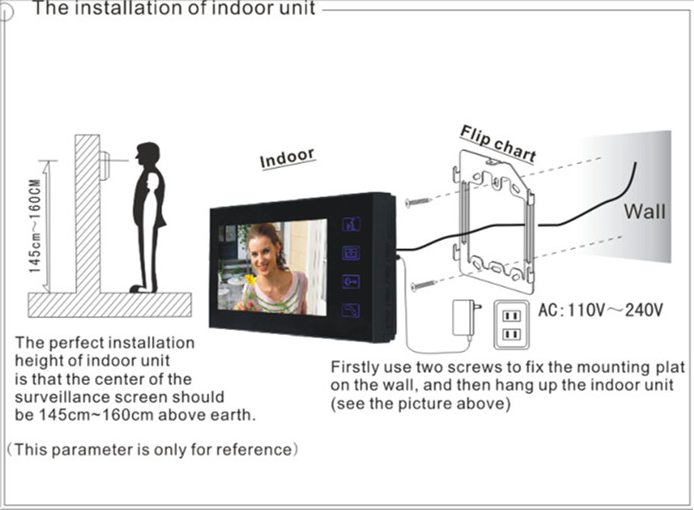 The installation of indoor unit
145cm~160CM
Indoor
Flip chart
Wall
AC:110V~240V
The perfect installation
height of indoor unit
is that the center of the
surveillance screen should
be 145cm~160cm above earth.
(This parameter is only for reference)
Firstly use two screws to fix the mounting plat
on the wall, and then hang up the indoor unit
(see the picture above)